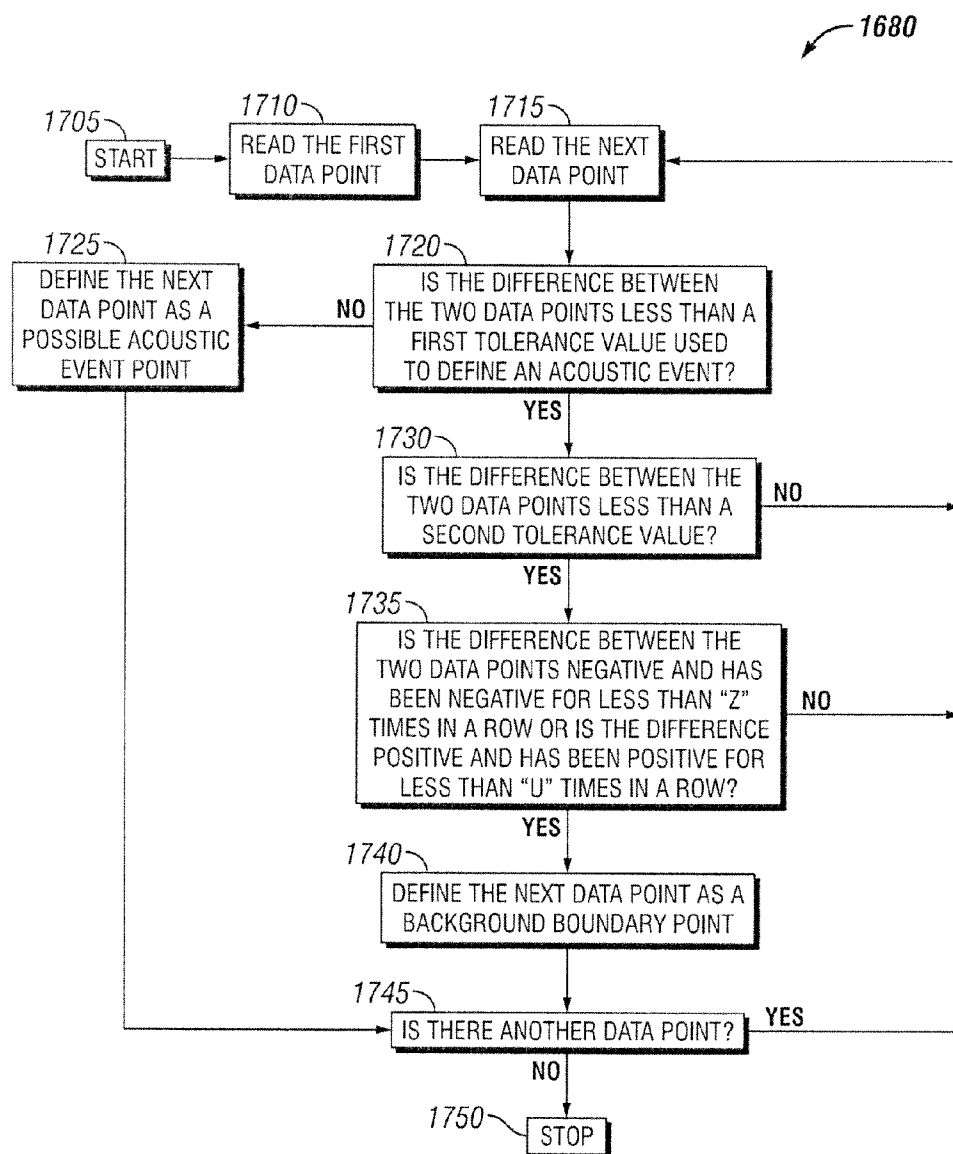 1680
1705
START
1710
READ THE FIRST
DATA POINT
1715
READ THE NEXT
DATA POINT
1720
IS THE DIFFERENCE BETWEEN
THE TWO DATA POINTS LESS THAN A
FIRST TOLERANCE VALUE USED
TO DEFINE AN ACOUSTIC EVENT?
NO
1725
DEFINE THE NEXT
DATA POINT AS A
POSSIBLE ACOUSTIC
EVENT POINT
YES
1730
IS THE DIFFERENCE BETWEEN THE
TWO DATA POINTS LESS THAN A
SECOND TOLERANCE VALUE?
NO
YES
1735
IS THE DIFFERENCE BETWEEN THE
TWO DATA POINTS NEGATIVE AND HAS
BEEN NEGATIVE FOR LESS THAN “Z”
TIMES IN A ROW OR IS THE DIFFERENCE
POSITIVE AND HAS BEEN POSITIVE FOR
LESS THAN “U” TIMES IN A ROW?
NO
YES
1740
DEFINE THE NEXT DATA POINT AS A
BACKGROUND BOUNDARY POINT
1745
IS THERE ANOTHER DATA POINT?
YES
NO
1750
STOP